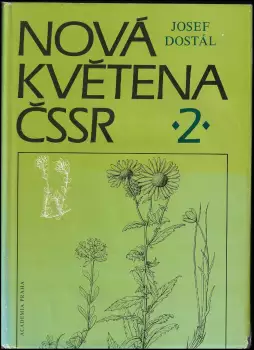 NOVÁ
KVĚTENA
ČSSR
JOSEF
DOSTÁL
·2·
ACADEMIA PRAHA